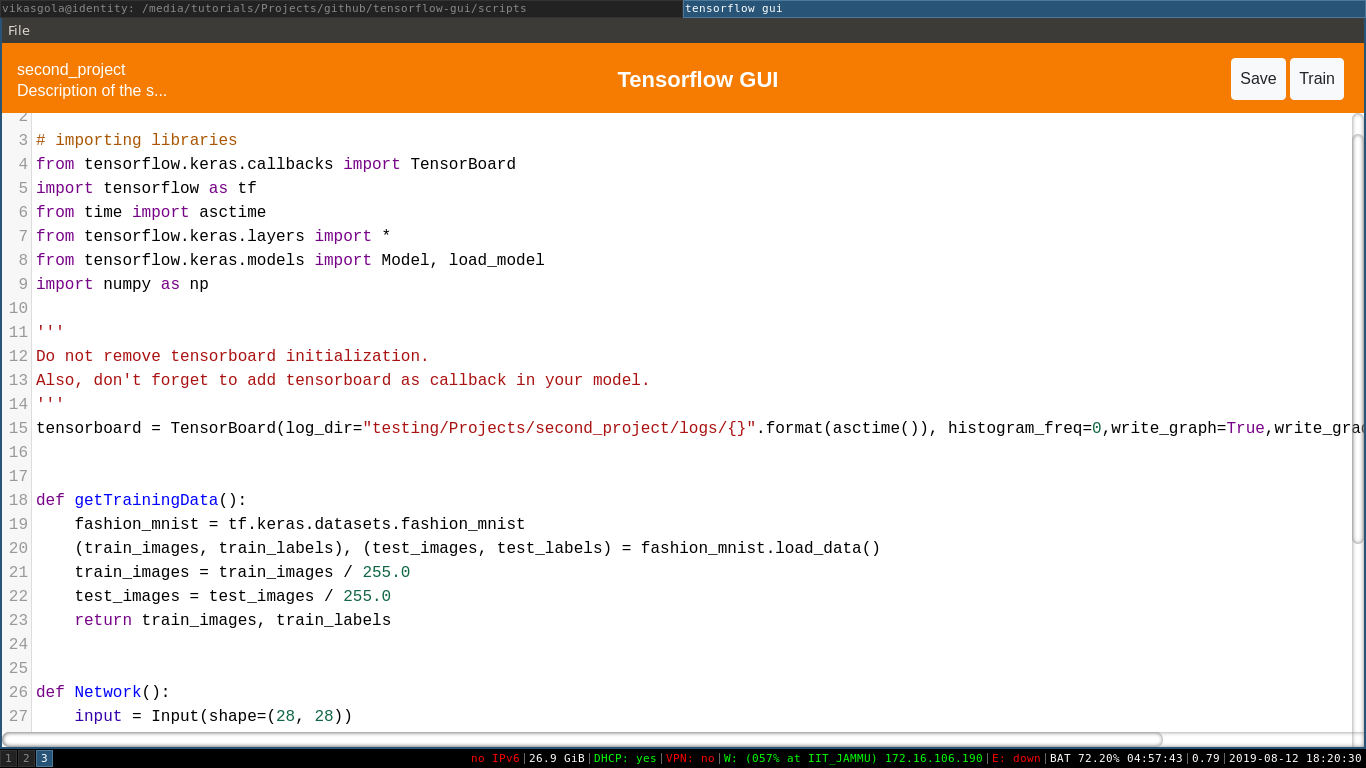 vikasgola@identity: /media/tutorials/Projects/github/tensorflow-gui/scripts
tensorflow gui
File
second_project
Description of the s...
Tensorflow GUI
Save
Train
2
3 # importing libraries
4 from tensorflow.keras.callbacks import TensorBoard
5 import tensorflow as tf
6 from time import asctime
7 from tensorflow.keras.layers import *
8 from tensorflow.keras.models import Model, load_model
9 import numpy as np
10
11 '''
12 Do not remove tensorboard initialization.
13 Also, don't forget to add tensorboard as callback in your model.
14 '''
15 tensorboard = TensorBoard(log_dir="testing/Projects/second_project/logs/{}".format(asctime()), histogram_freq=0,write_graph=True,write_grad
16
17
18 def getTrainingData():
19     fashion_mnist = tf.keras.datasets.fashion_mnist
20     (train_images, train_labels), (test_images, test_labels) = fashion_mnist.load_data()
21     train_images = train_images / 255.0
22     test_images = test_images / 255.0
23     return train_images, train_labels
24
25
26 def Network():
27     input = Input(shape=(28, 28))
1 2 3
no IPv6|26.9 GiB|DHCP: yes|VPN: no|W: (057% at IIT_JAMMU) 172.16.106.190|E: down|BAT 72.20% 04:57:43|0.79|2019-08-12 18:20:30